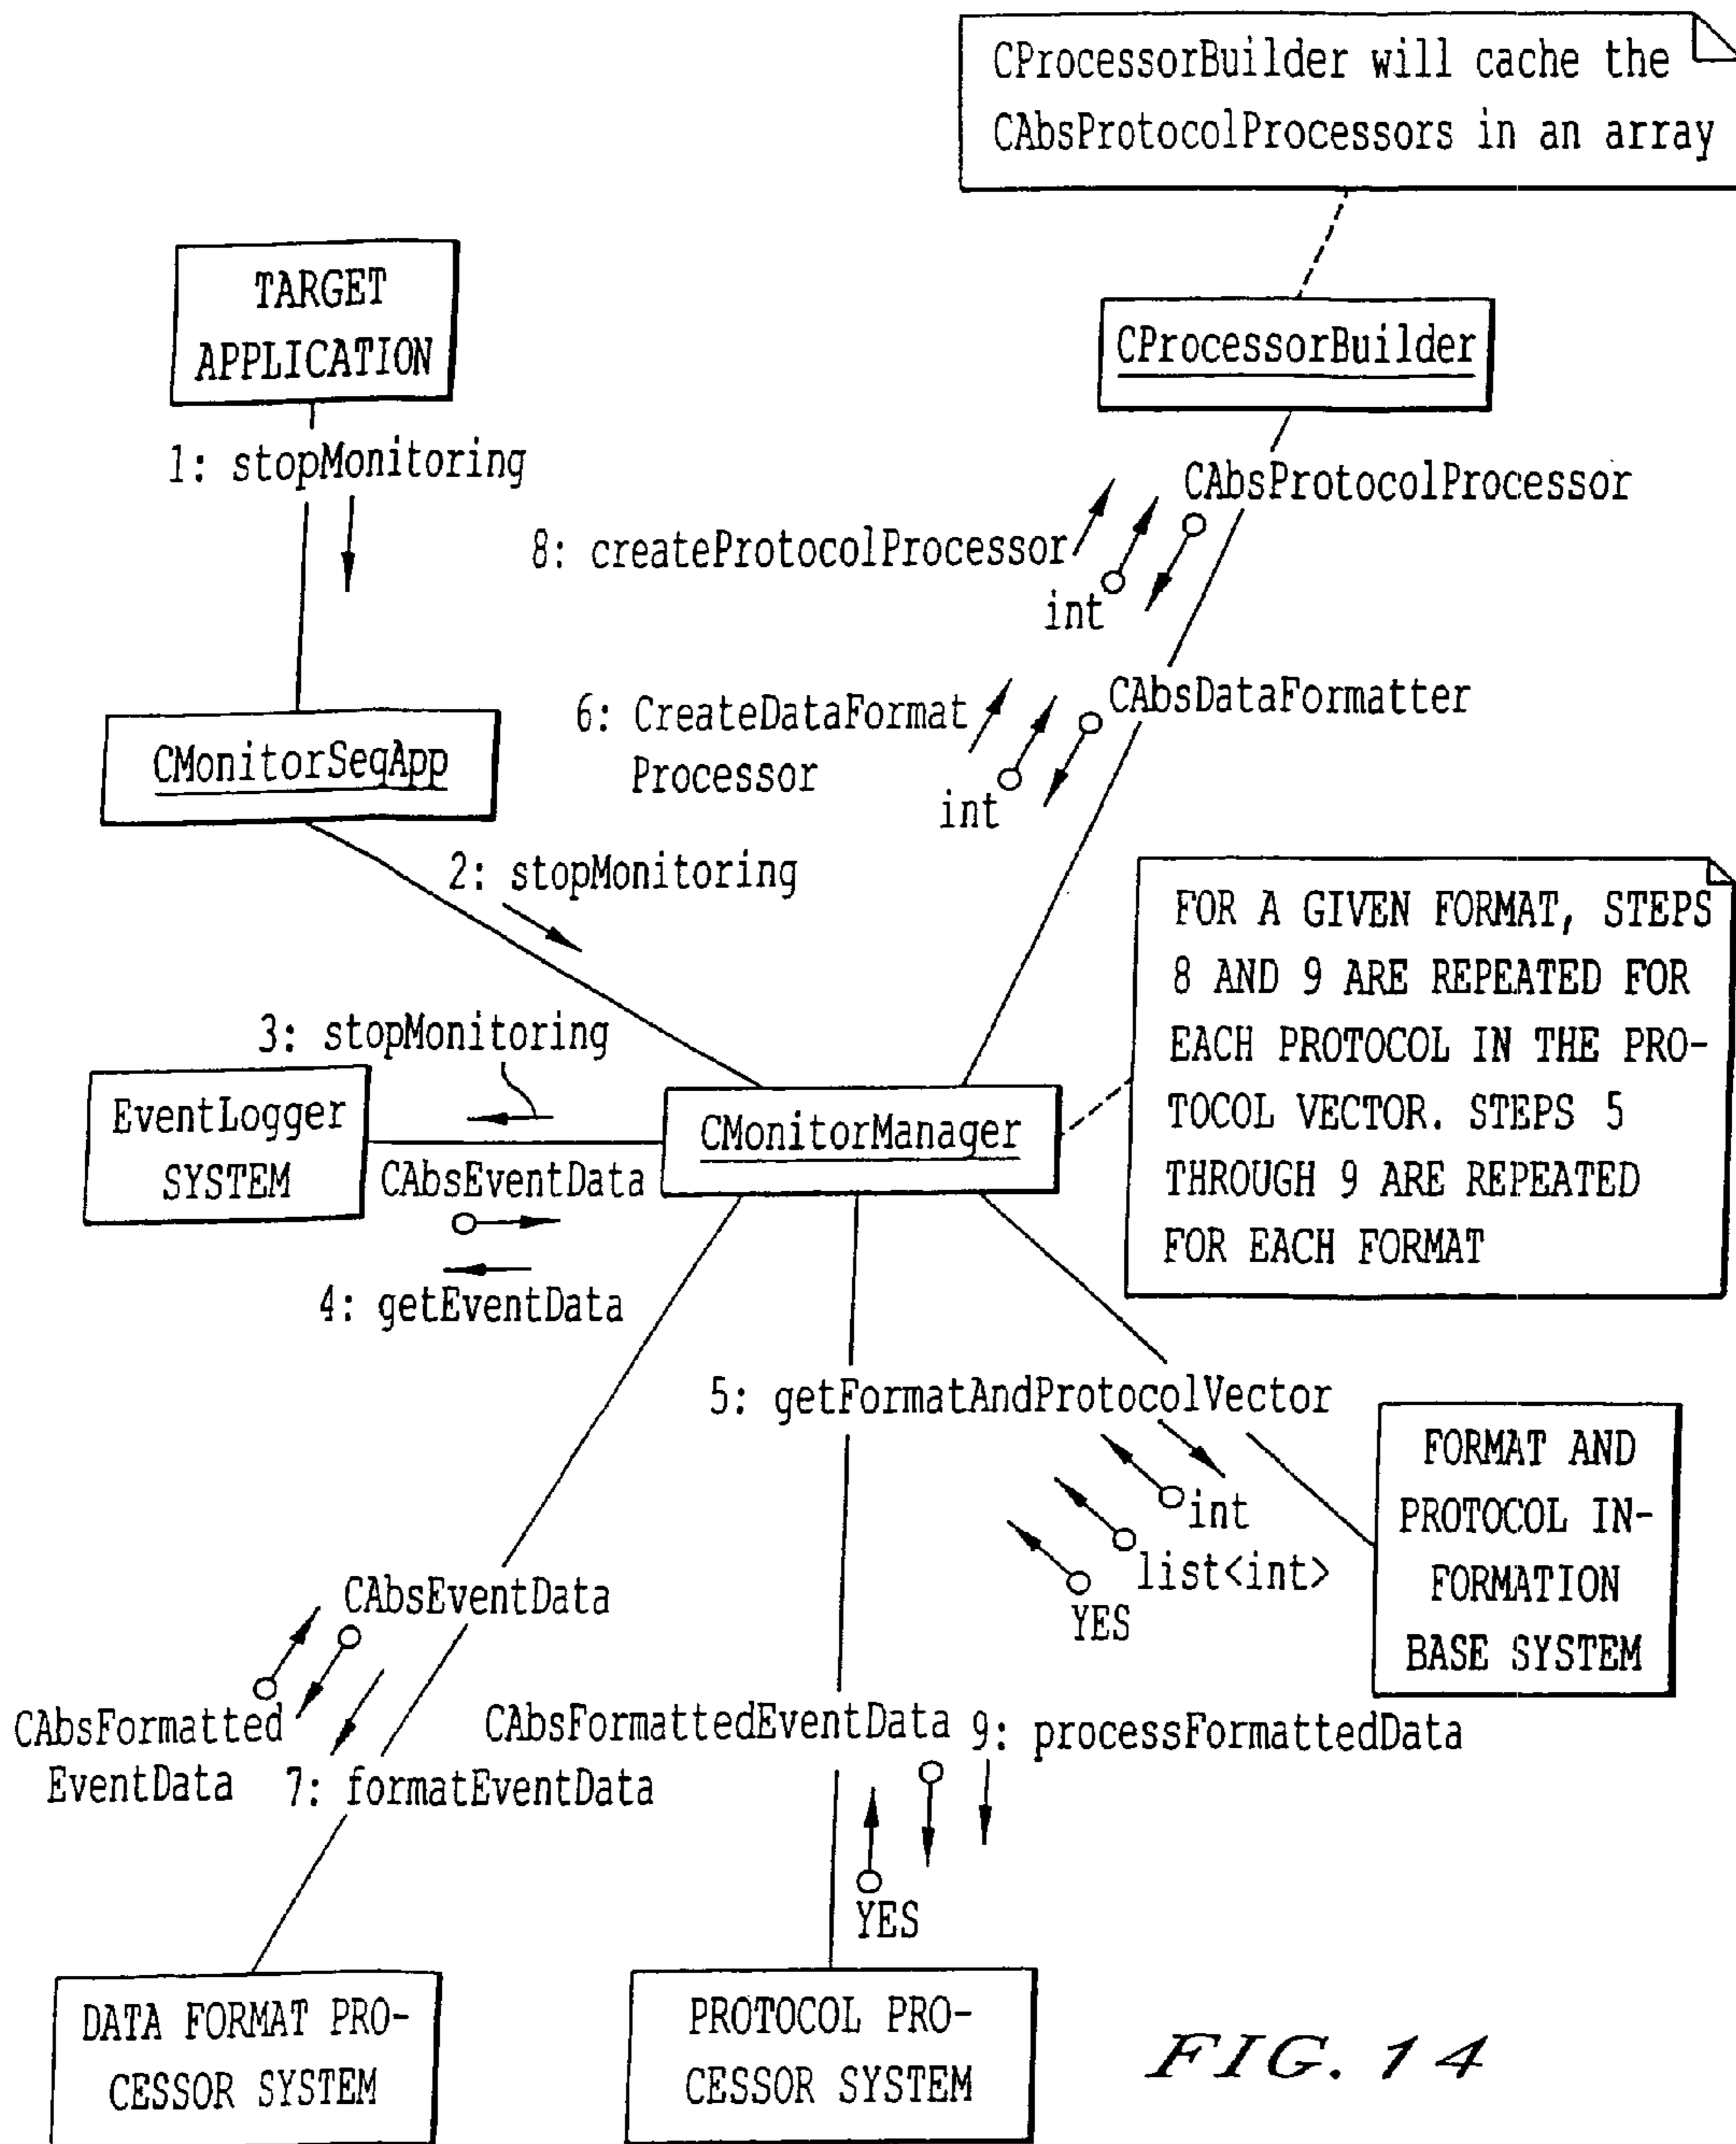 CProcessorBuilder will cache the
CAbsProtocolProcessors in an array
TARGET
APPLICATION
CProcessorBuilder
1: stopMonitoring
CAbsProtocolProcessor
8: createProtocolProcessor
int
CMonitorSeqApp
6: CreateDataFormat
Processor
CAbsDataFormatter
int
2: stopMonitoring
FOR A GIVEN FORMAT, STEPS
8 AND 9 ARE REPEATED FOR
EACH PROTOCOL IN THE PRO-
TOCOL VECTOR. STEPS 5
THROUGH 9 ARE REPEATED
FOR EACH FORMAT
3: stopMonitoring
EventLogger
SYSTEM
CMonitorManager
CAbsEventData
4: getEventData
5: getFormatAndProtocolVector
int
list<int>
YES
FORMAT AND
PROTOCOL IN-
FORMATION
BASE SYSTEM
CAbsEventData
CAbsFormatted
EventData
7: formatEventData
CAbsFormattedEventData
9: processFormattedData
YES
DATA FORMAT PRO-
CESSOR SYSTEM
PROTOCOL PRO-
CESSOR SYSTEM
FIG. 14